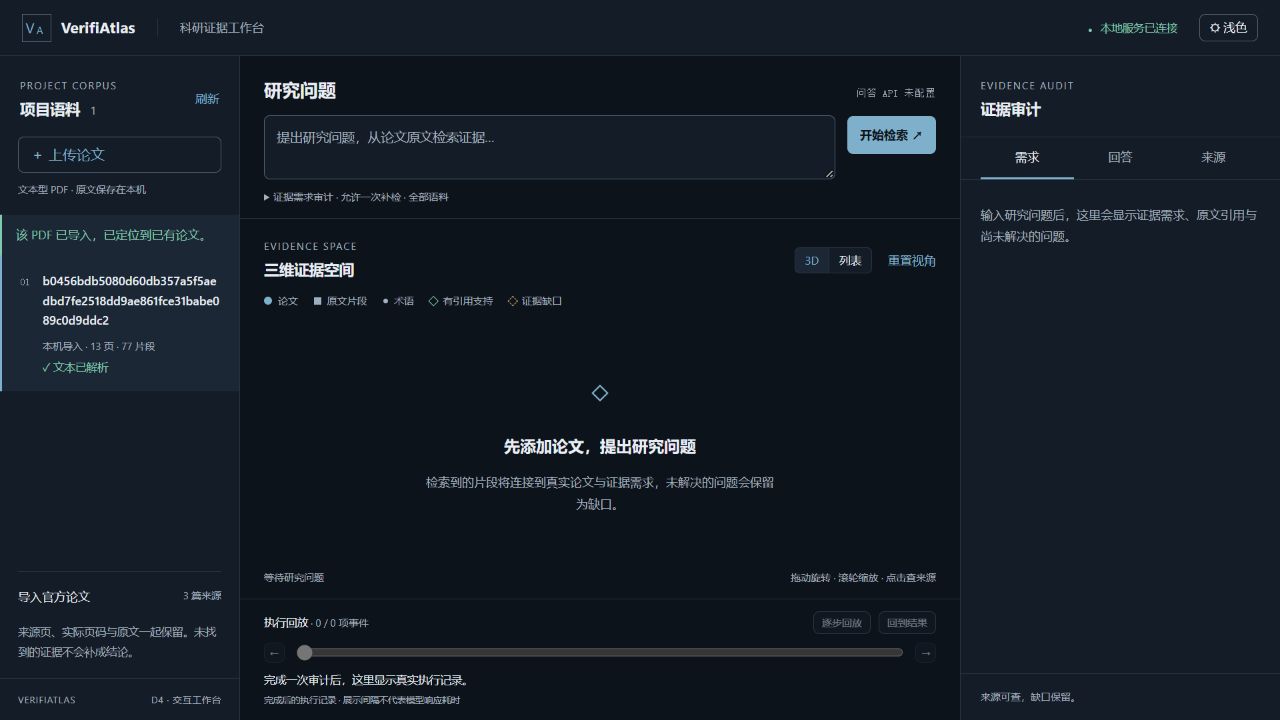 VA VerifiAtlas 科研证据工作台
本地服务已连接 浅色
PROJECT CORPUS
项目语料 1
刷新
+ 上传论文
文本型 PDF · 原文保存在本机
该 PDF 已导入，已定位到已有论文。
01 b0456bdb5080d60db357a5f5ae
dbd7fe2518dd9ae861fce31babe0
89c0d9ddc2
本机导入 · 13 页 · 77 片段
✓ 文本已解析
导入官方论文 3 篇来源
来源页、实际页码与原文一起保留。未找
到的证据不会补成结论。
VERIFIATLAS D4 · 交互工作台
研究问题
问答 API 未配置
提出研究问题，从论文原文检索证据...
开始检索 ↗
▶ 证据需求审计 · 允许一次补检 · 全部语料
EVIDENCE SPACE
三维证据空间
3D 列表 重置视角
论文 原文片段 术语 有引用支持 证据缺口
先添加论文，提出研究问题
检索到的片段将连接到真实论文与证据需求，未解决的问题会保留
为缺口。
等待研究问题 拖动旋转 · 滚轮缩放 · 点击查来源
执行回放 · 0 / 0 项事件 逐步回放 回到结果
← →
完成一次审计后，这里显示真实执行记录。
完成后的执行记录 · 展示间隔不代表模型响应耗时
EVIDENCE AUDIT
证据审计
需求 回答 来源
输入研究问题后，这里会显示证据需求、原文引用与
尚未解决的问题。
来源可查，缺口保留。